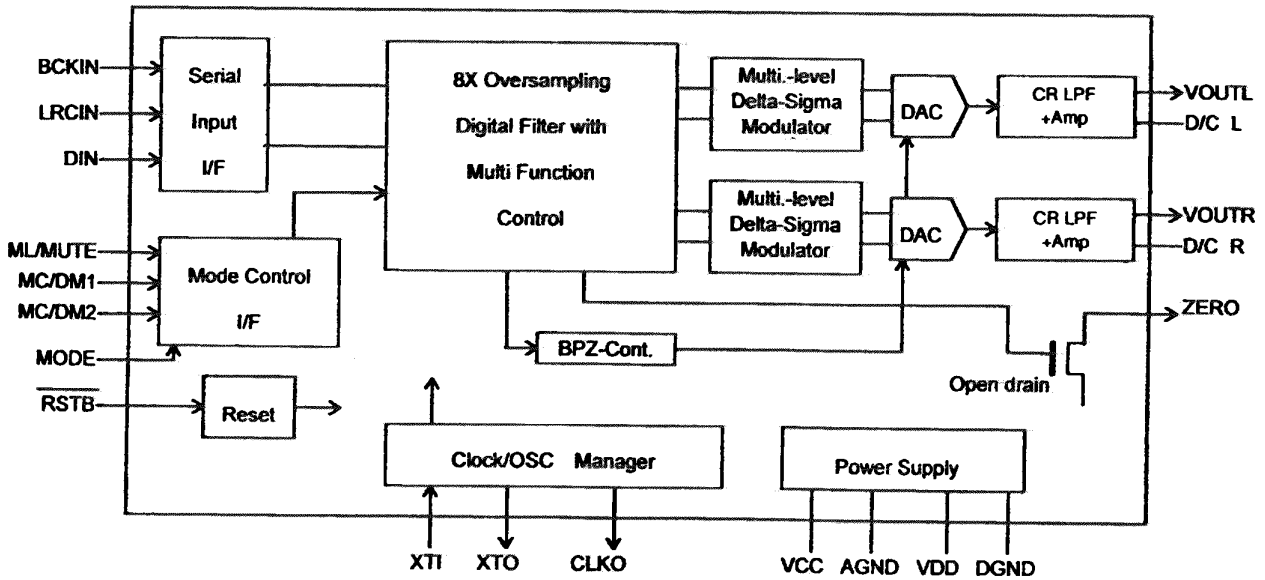 BCKIN
LRCIN
DIN
Serial
Input
I/F
8X Oversampling
Digital Filter with
Multi Function
Control
Multi.-level
Delta-Sigma
Modulator
DAC
CR LPF
+Amp
VOUTL
D/C L
Multi.-level
Delta-Sigma
Modulator
DAC
CR LPF
+Amp
VOUTR
D/C R
ML/MUTE
MC/DM1
MC/DM2
MODE
Mode Control
I/F
BPZ-Cont.
ZERO
Open drain
RSTB
Reset
Clock/OSC Manager
Power Supply
XTI
XTO
CLKO
VCC
AGND
VDD
DGND